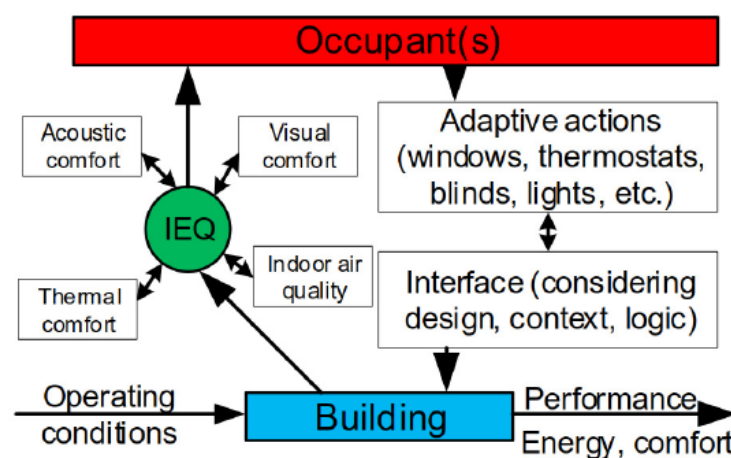 Occupant(s)
Acoustic
comfort
Visual
comfort
Adaptive actions
(windows, thermostats,
blinds, lights, etc.)
IEQ
Thermal
comfort
Indoor air
quality
Interface (considering
design, context, logic)
Operating
conditions
Building
Performance
Energy, comfort